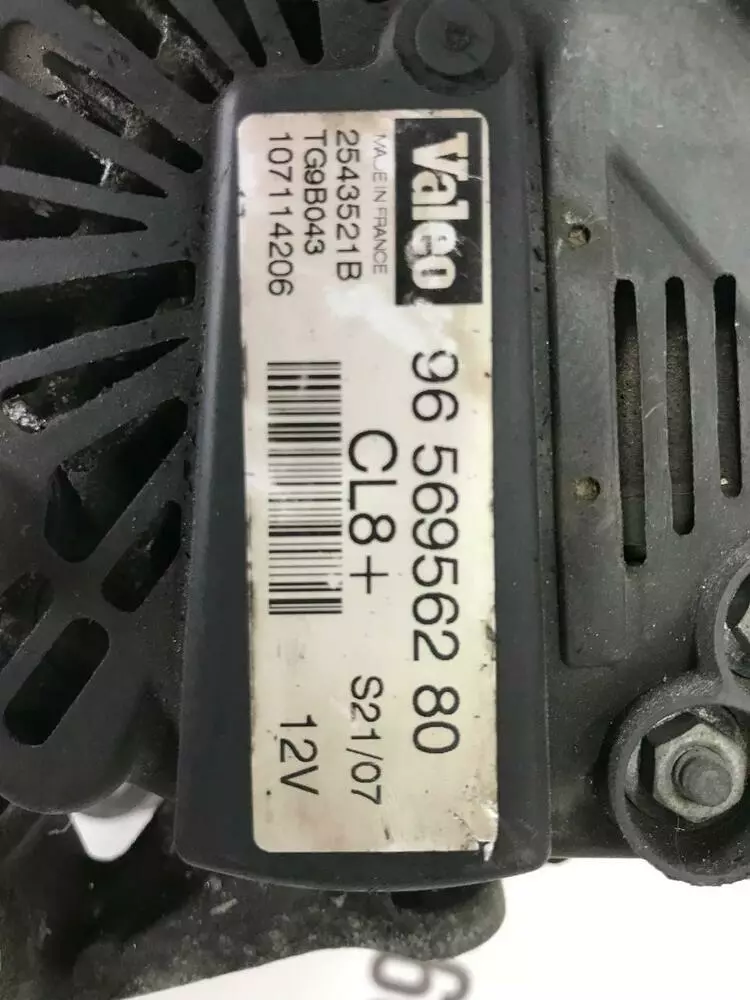 Valeo
MADE IN FRANCE
2543521B
TG9B043
107114206
96 569562 80
CL8+
S21/07
12V